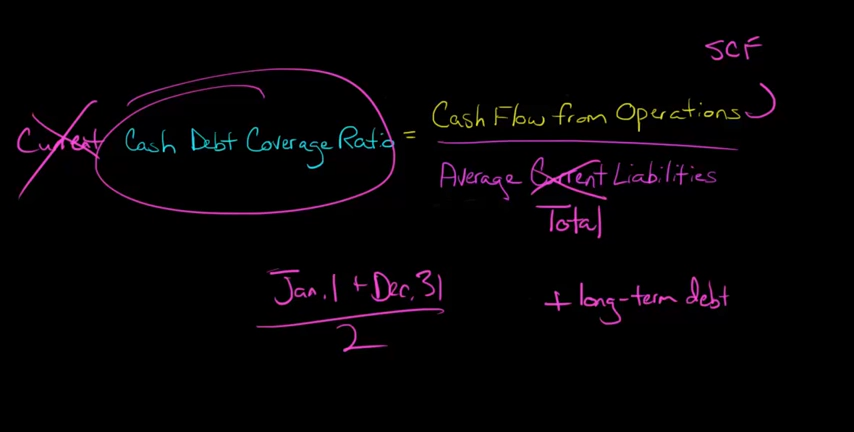 SCF
Current Cash Debt Coverage Ratio = Cash Flow from Operations
Average Current Liabilities
Total
Jan. 1 + Dec. 31
2
+ long-term debt